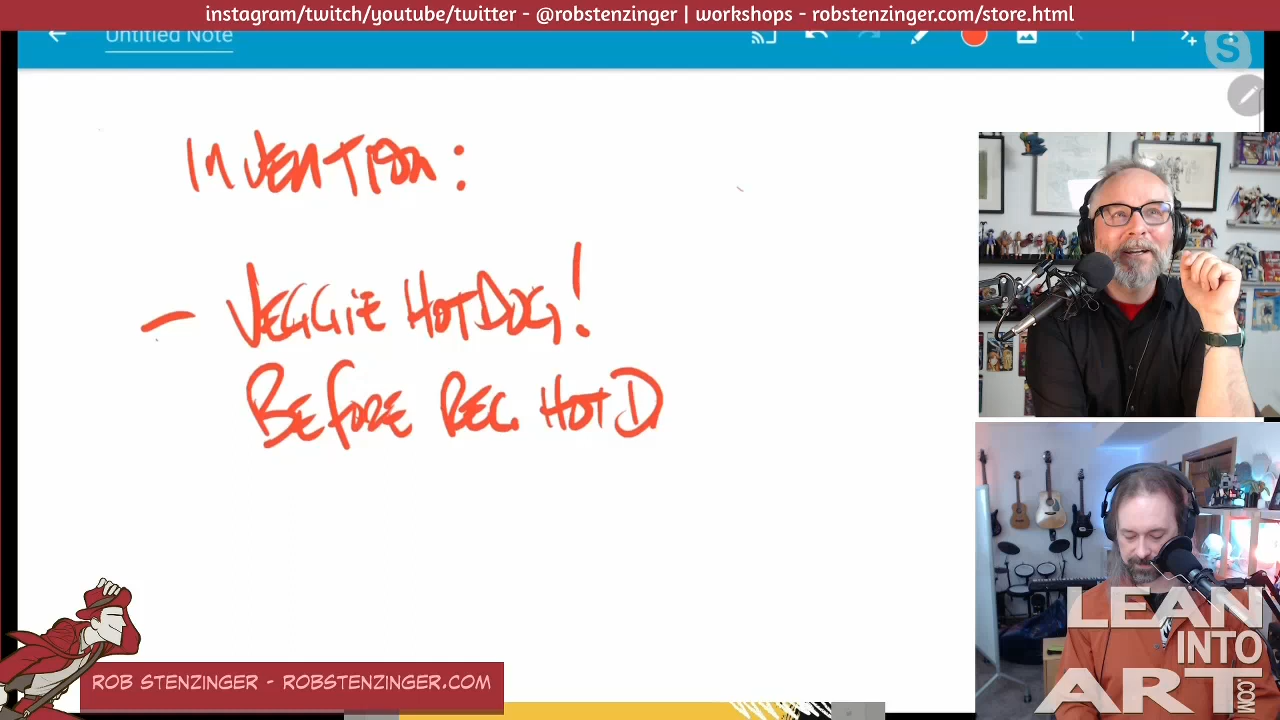 instagram/twitch/youtube/twitter - @robstenzinger | workshops - robstenzinger.com/store.html
Untitled Note
INVENTION:
- VEGGIE HOTDOG!
BEFORE REG. HOT D
LEAN
INTO
ART.COM
ROB STENZINGER - ROBSTENZINGER.COM